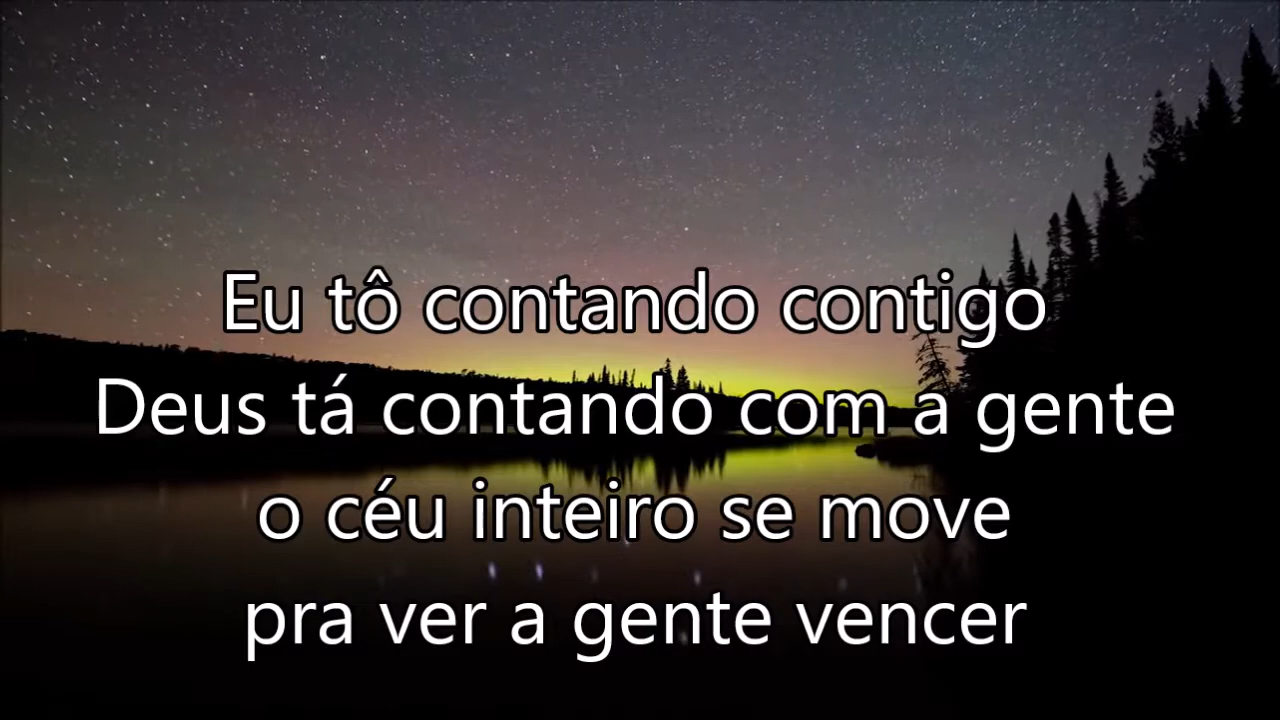 Eu tô contando contigo
Deus tá contando com a gente
o céu inteiro se move
pra ver a gente vencer